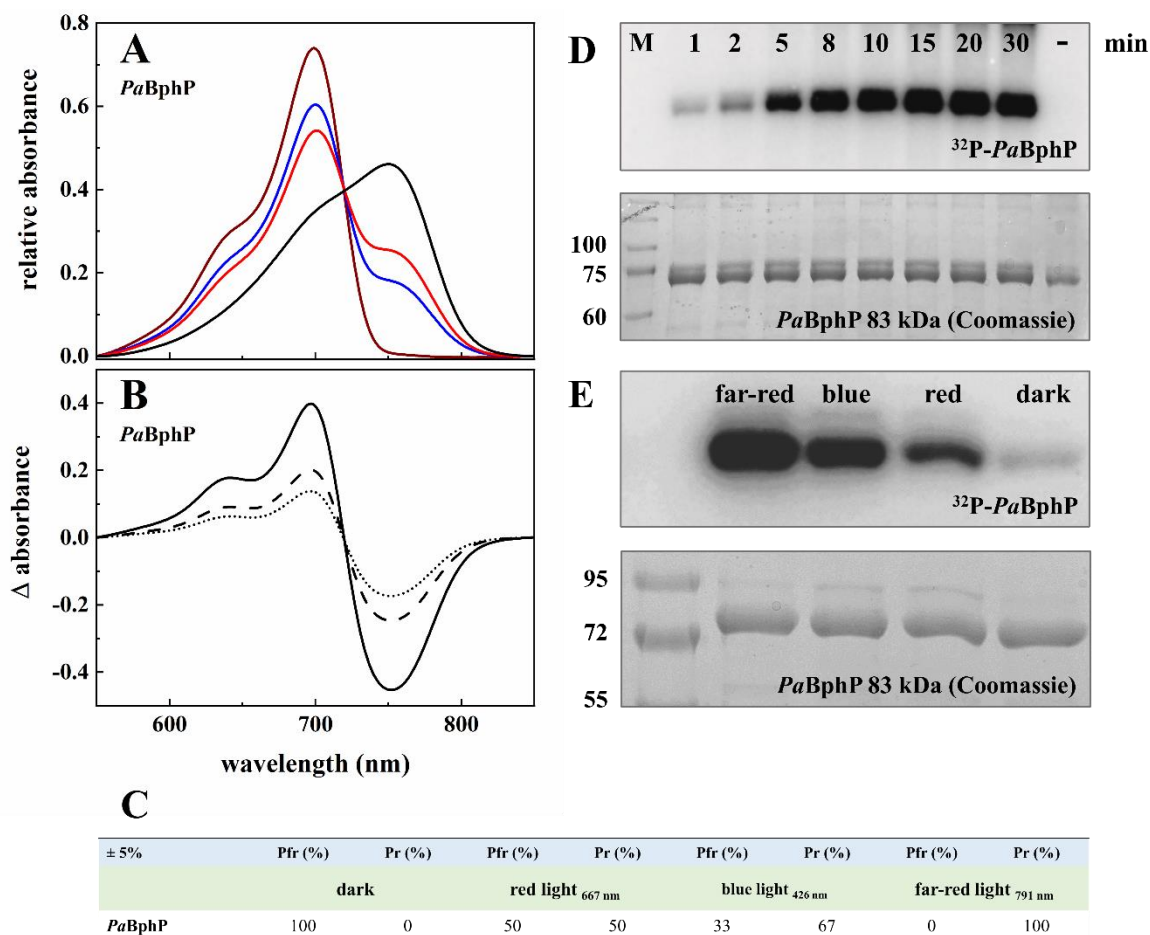 A
PaBphP
relative absorbance
0.8
0.6
0.4
0.2
0.0
B
PaBphP
Δ absorbance
0.4
0.2
0.0
-0.2
-0.4
600 700 800
wavelength (nm)
D
M 1 2 5 8 10 15 20 30 - min
32P-PaBphP
100
75
60
PaBphP 83 kDa (Coomassie)
E
far-red blue red dark
32P-PaBphP
95
72
55
PaBphP 83 kDa (Coomassie)
C
± 5% Pfr (%) Pr (%) Pfr (%) Pr (%) Pfr (%) Pr (%) Pfr (%) Pr (%)
dark red light 667 nm blue light 426 nm far-red light 791 nm
PaBphP 100 0 50 50 33 67 0 100